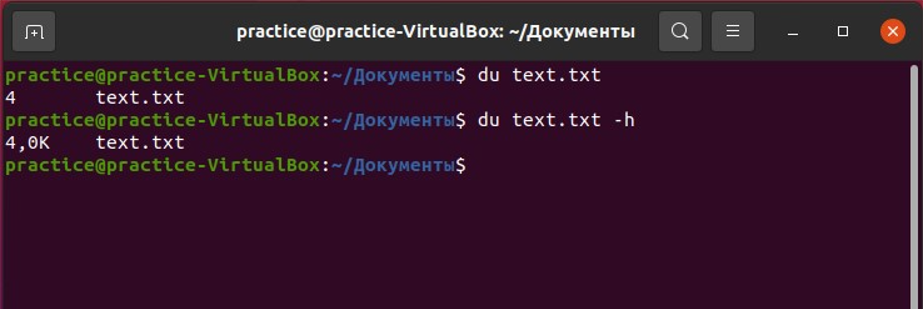 practice@practice-VirtualBox: ~/Документы
practice@practice-VirtualBox:~/Документы$ du text.txt
4       text.txt
practice@practice-VirtualBox:~/Документы$ du text.txt -h
4,0K    text.txt
practice@practice-VirtualBox:~/Документы$